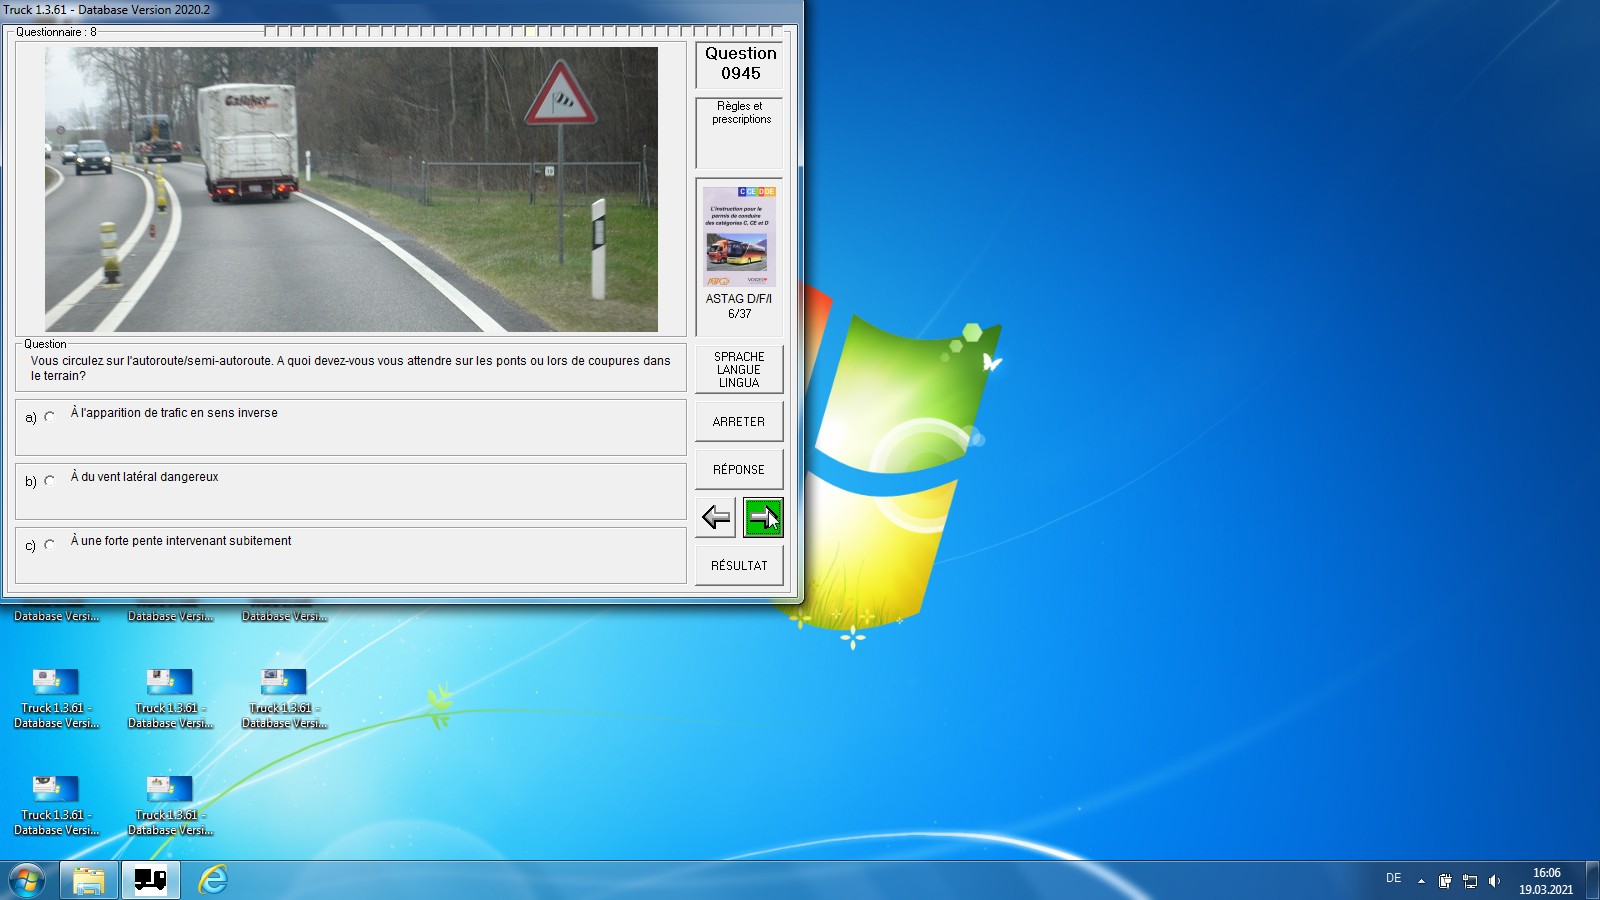 Truck 1.3.61 - Database Version 2020.2
Questionnaire : 8
Galliker
19
Question
0945
Règles et
prescriptions
C CE D DE
L'instruction pour le
permis de conduire
des catégories C, CE et D
ASTAG D/F/I
6/37
Question
Vous circulez sur l'autoroute/semi-autoroute. A quoi devez-vous vous attendre sur les ponts ou lors de coupures dans
le terrain?
a) À l'apparition de trafic en sens inverse
b) À du vent latéral dangereux
c) À une forte pente intervenant subitement
SPRACHE
LANGUE
LINGUA
ARRETER
RÉPONSE
RÉSULTAT
Database Versi...
Database Versi...
Database Versi...
Truck 1.3.61 -
Database Versi...
Truck 1.3.61 -
Database Versi...
Truck 1.3.61 -
Database Versi...
Truck 1.3.61 -
Database Versi...
Truck 1.3.61 -
Database Versi...
DE
16:06
19.03.2021